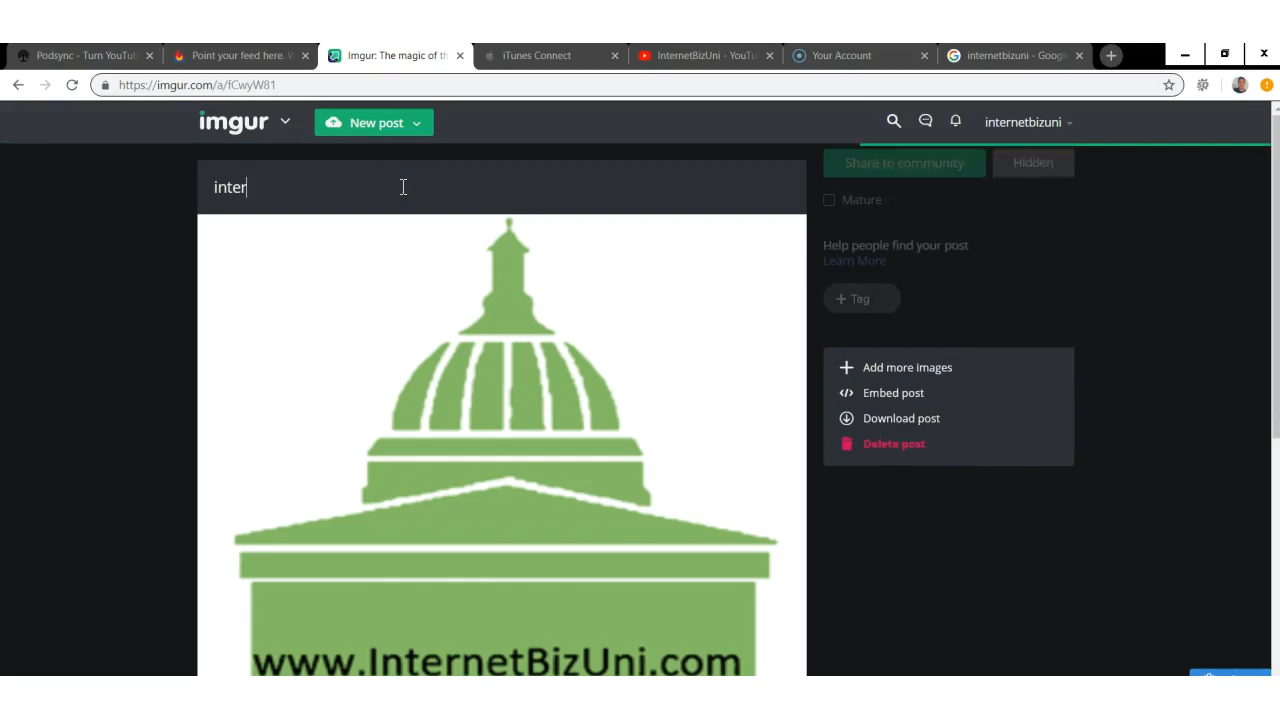 Podsync - Turn YouTu
Point your feed here. W
Imgur: The magic of th
iTunes Connect
InternetBizUni - YouTu
Your Account
internetbizuni - Google
https://imgur.com/a/fCwyW81
imgur
New post
internetbizuni
inter
Share to community
Hidden
Mature
Help people find your post
Learn More
+ Tag
Add more images
Embed post
Download post
Delete post
www.InternetBizUni.com